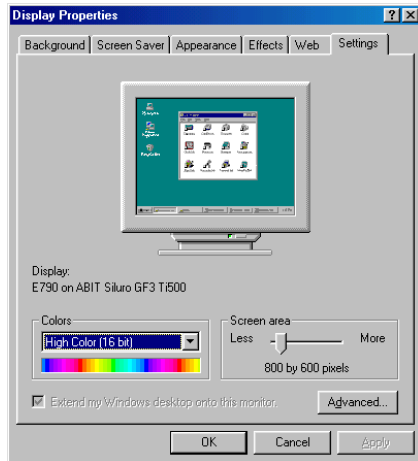 Display Properties
Background Screen Saver Appearance Effects Web Settings
Display:
E790 on ABIT Siluro GF3 Ti500
Colors
High Color (16 bit)
Screen area
Less More
800 by 600 pixels
Extend my Windows desktop onto this monitor.
Advanced...
OK Cancel Apply